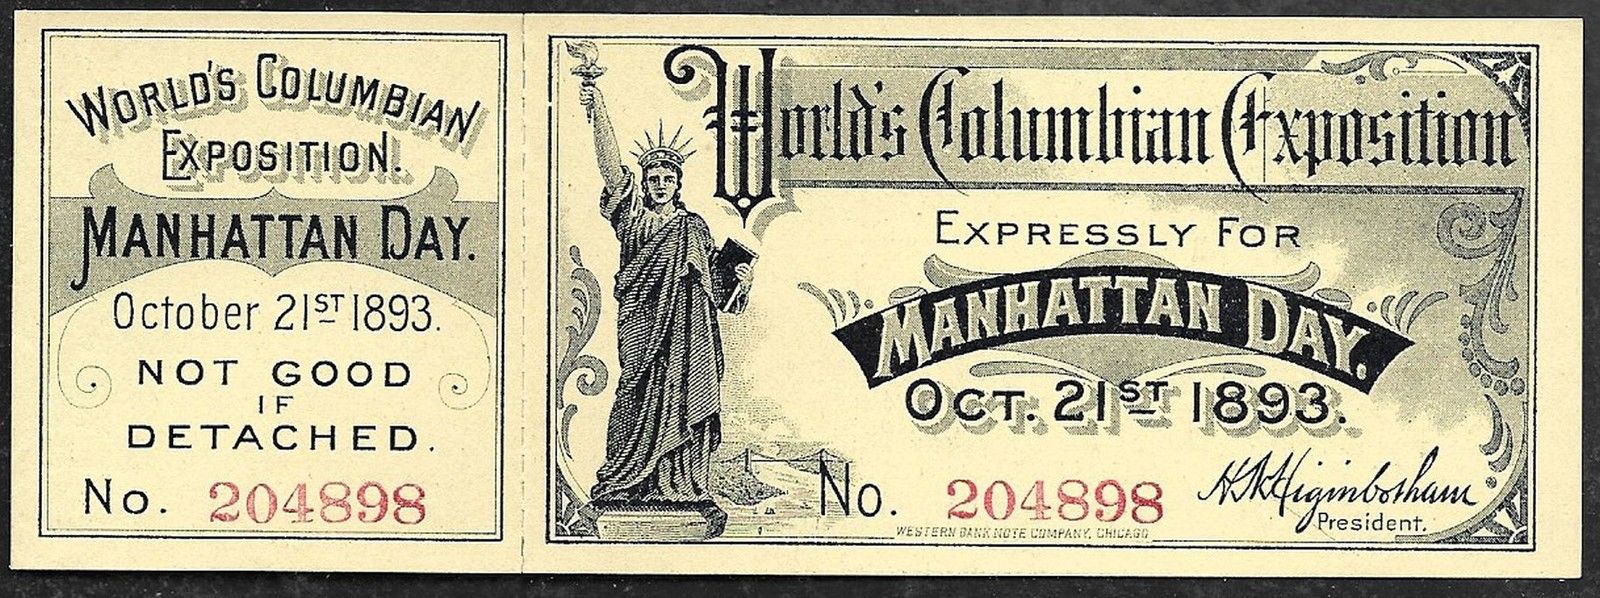 WORLD'S COLUMBIAN
EXPOSITION.
MANHATTAN DAY.
October 21ST 1893.
NOT GOOD
IF
DETACHED.
No. 204898
World's Columbian Exposition
EXPRESSLY FOR
MANHATTAN DAY.
OCT. 21ST 1893.
No. 204898
H.N. Higinbotham
President.
WESTERN BANK NOTE COMPANY, CHICAGO